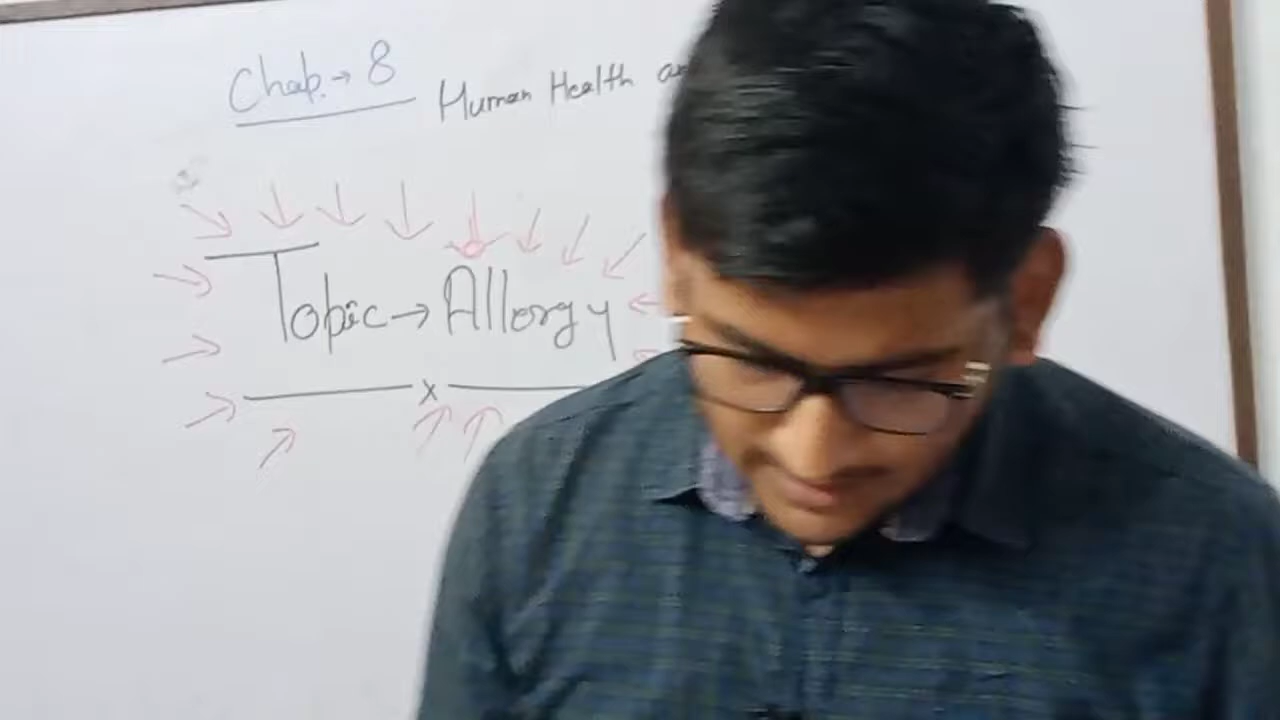 Chap. → 8
Human Health
Topic → Allergy
x